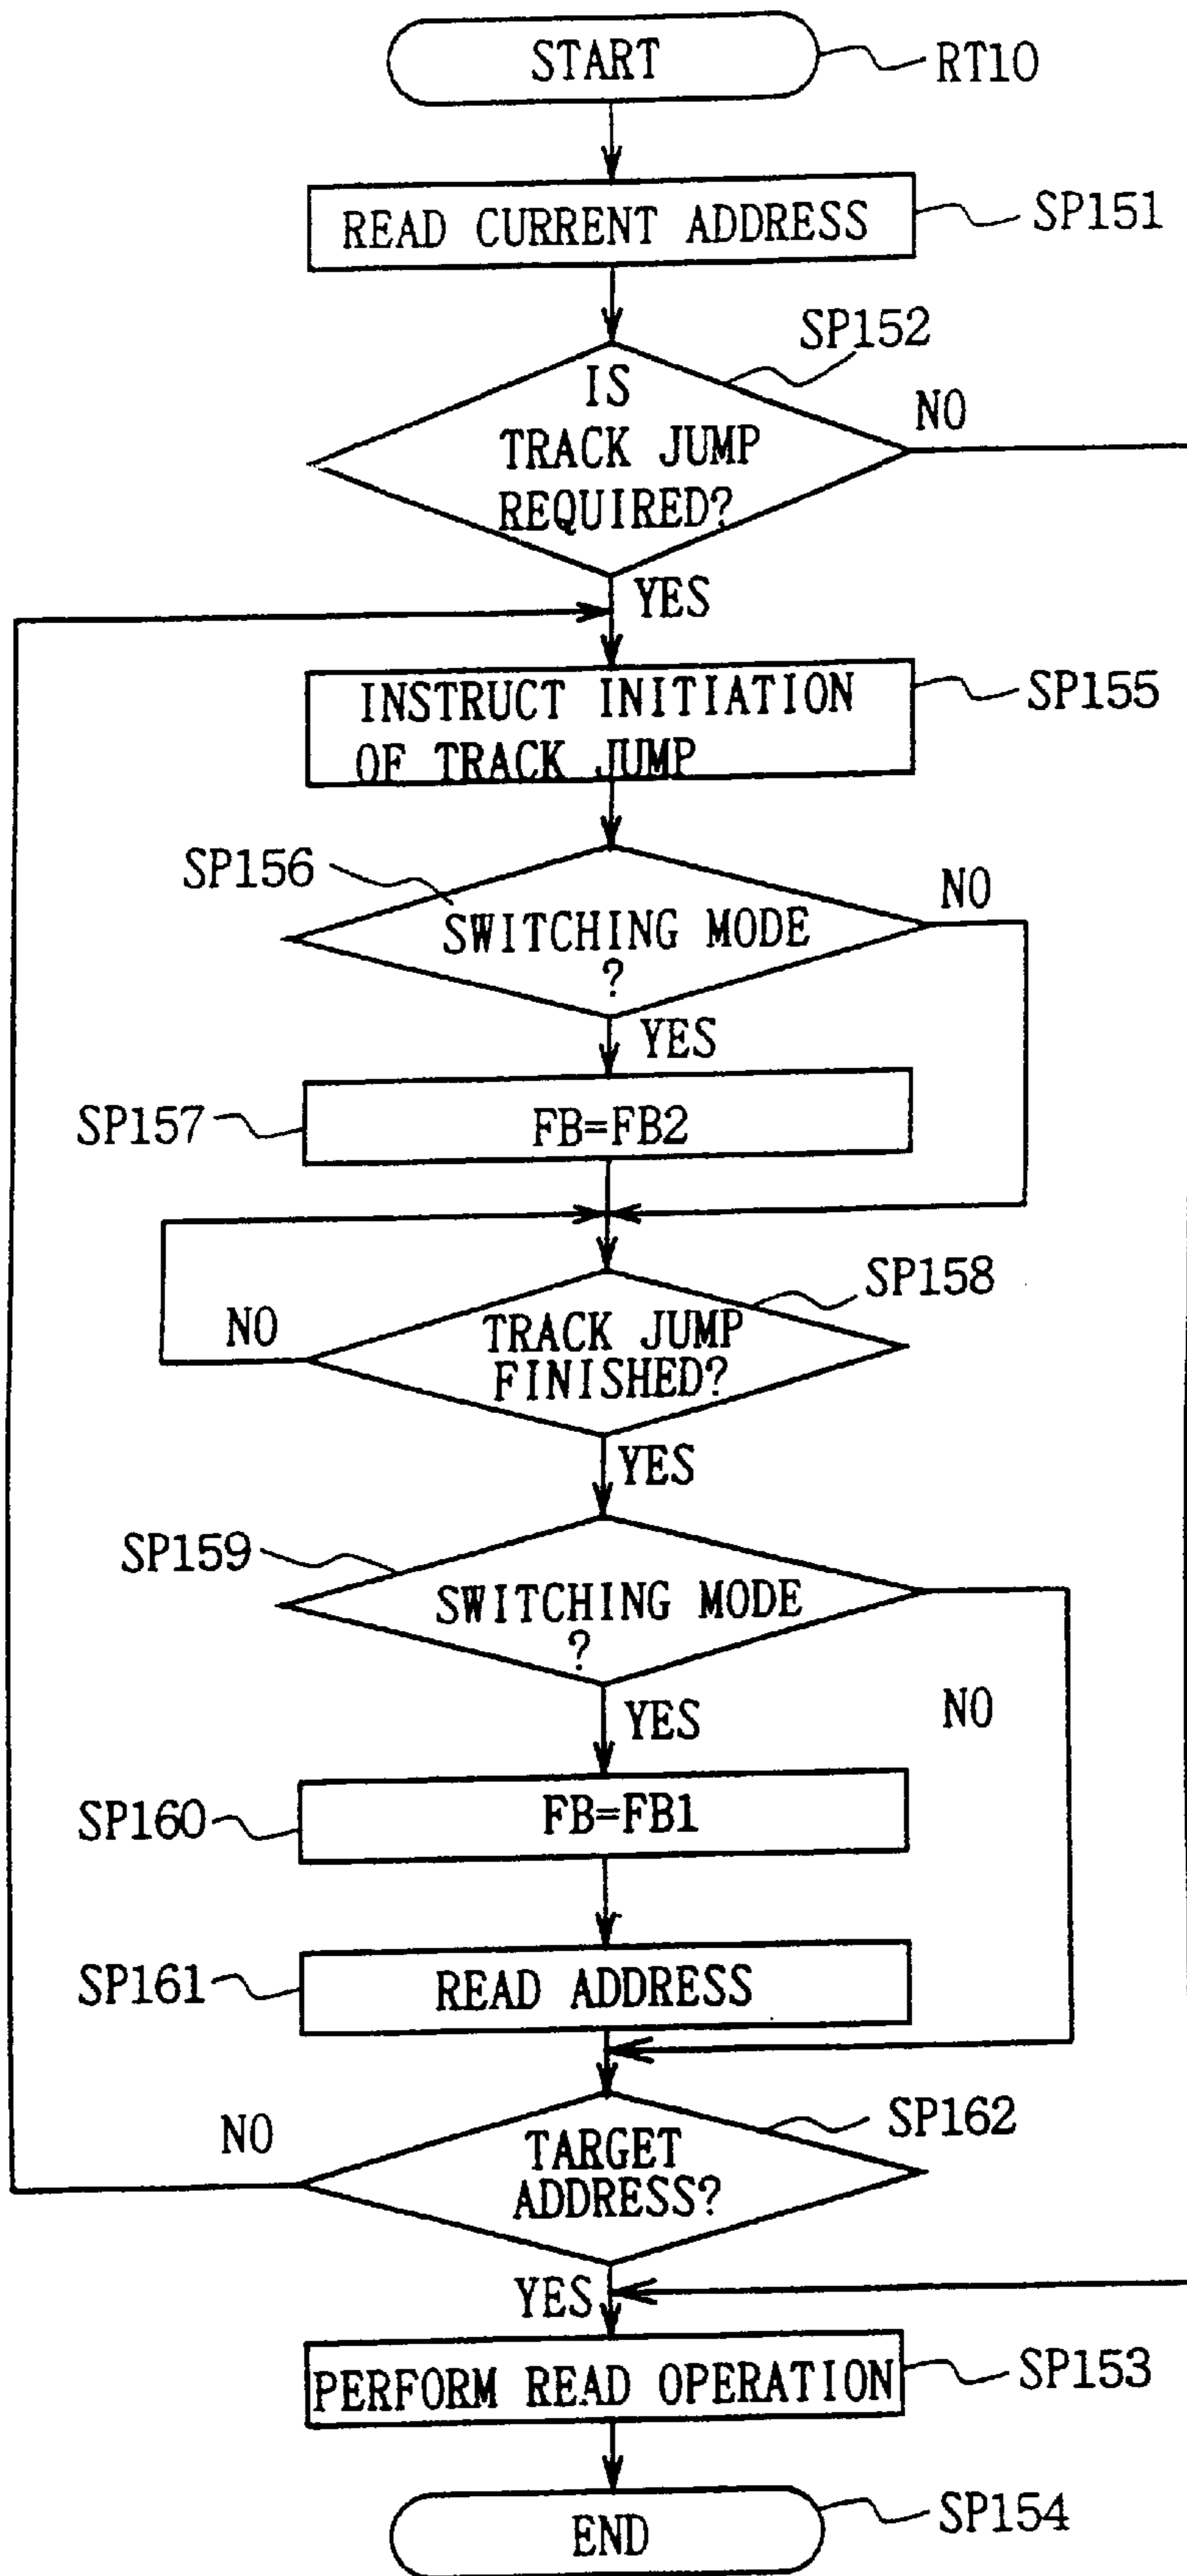 START
RT10
READ CURRENT ADDRESS
SP151
SP152
IS
TRACK JUMP
REQUIRED?
NO
YES
INSTRUCT INITIATION
OF TRACK JUMP
SP155
SP156
SWITCHING MODE
?
NO
YES
SP157
FB=FB2
SP158
TRACK JUMP
FINISHED?
NO
YES
SP159
SWITCHING MODE
?
YES
NO
SP160
FB=FB1
SP161
READ ADDRESS
SP162
NO
TARGET
ADDRESS?
YES
PERFORM READ OPERATION
SP153
END
SP154